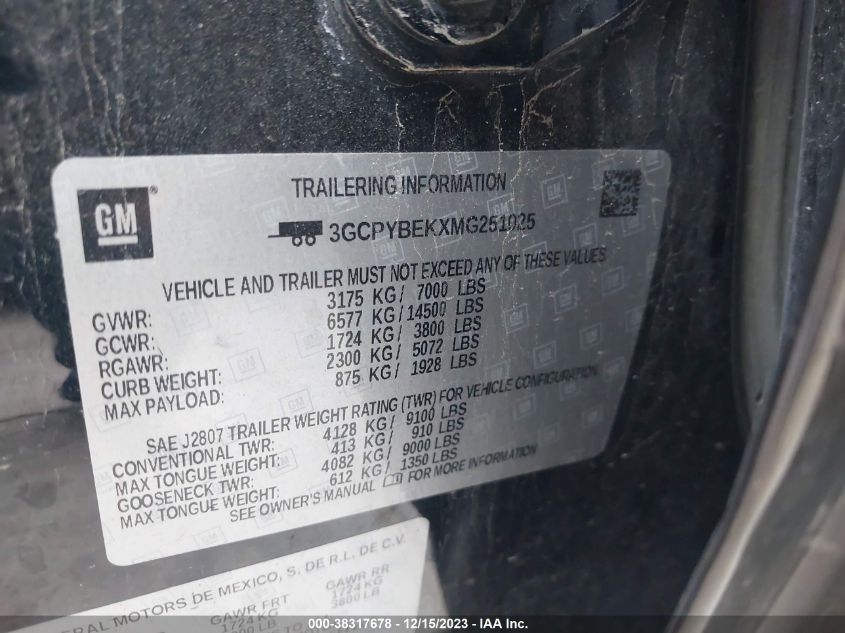 GM
TRAILERING INFORMATION
3GCPYBEKXMG251025
VEHICLE AND TRAILER MUST NOT EXCEED ANY OF THESE VALUES
GVWR: 3175 KG/ 7000 LBS
GCWR: 6577 KG/14500 LBS
RGAWR: 1724 KG/ 3800 LBS
CURB WEIGHT: 2300 KG/ 5072 LBS
MAX PAYLOAD: 875 KG/ 1928 LBS
SAE J2807 TRAILER WEIGHT RATING (TWR) FOR VEHICLE CONFIGURATION
CONVENTIONAL TWR: 4128 KG/ 9100 LBS
MAX TONGUE WEIGHT: 413 KG/ 910 LBS
GOOSENECK TWR: 4082 KG/ 9000 LBS
MAX TONGUE WEIGHT: 612 KG/ 1350 LBS
SEE OWNER'S MANUAL FOR MORE INFORMATION
ERAL MOTORS DE MEXICO, S. DE R.L. DE C.V.
GAWR FRT GAWR RR
1724 KG 1724 KG
3800 LB
000-38317678 - 12/15/2023 - IAAI, Inc.